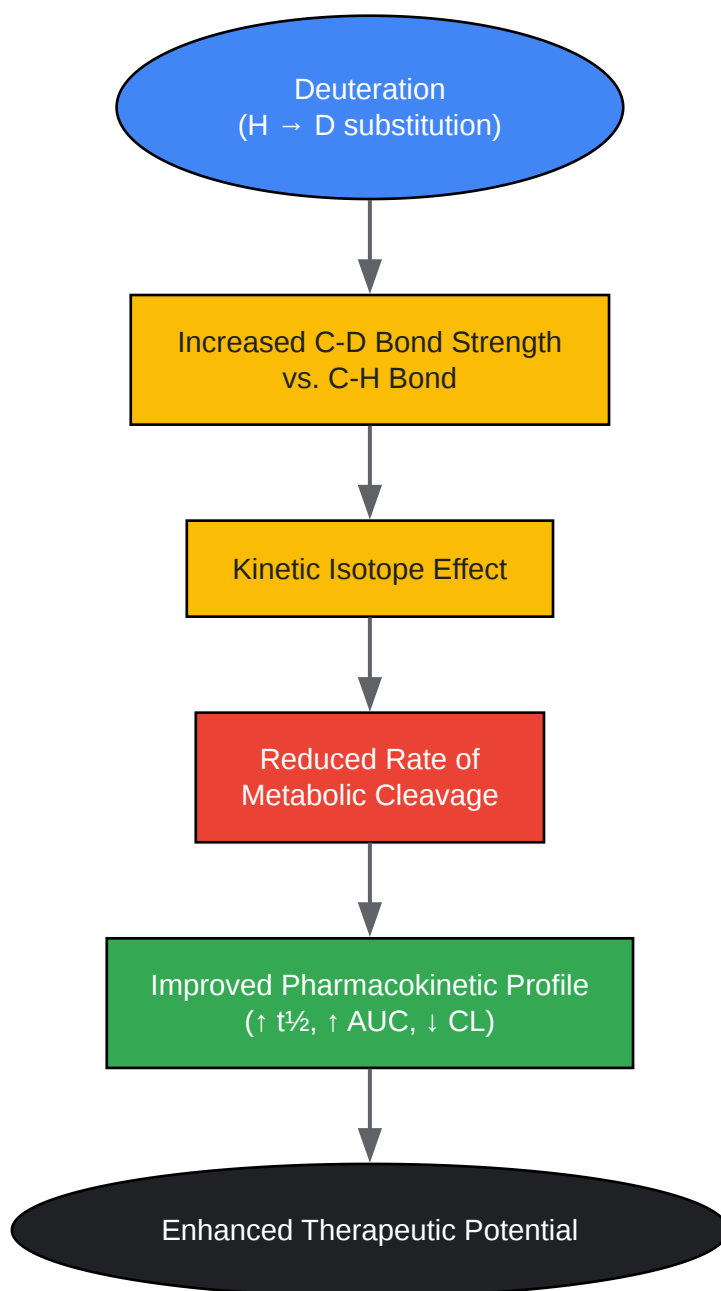 Deuteration
(H → D substitution)
Increased C-D Bond Strength
vs. C-H Bond
Kinetic Isotope Effect
Reduced Rate of
Metabolic Cleavage
Improved Pharmacokinetic Profile
(↑ t½, ↑ AUC, ↓ CL)
Enhanced Therapeutic Potential